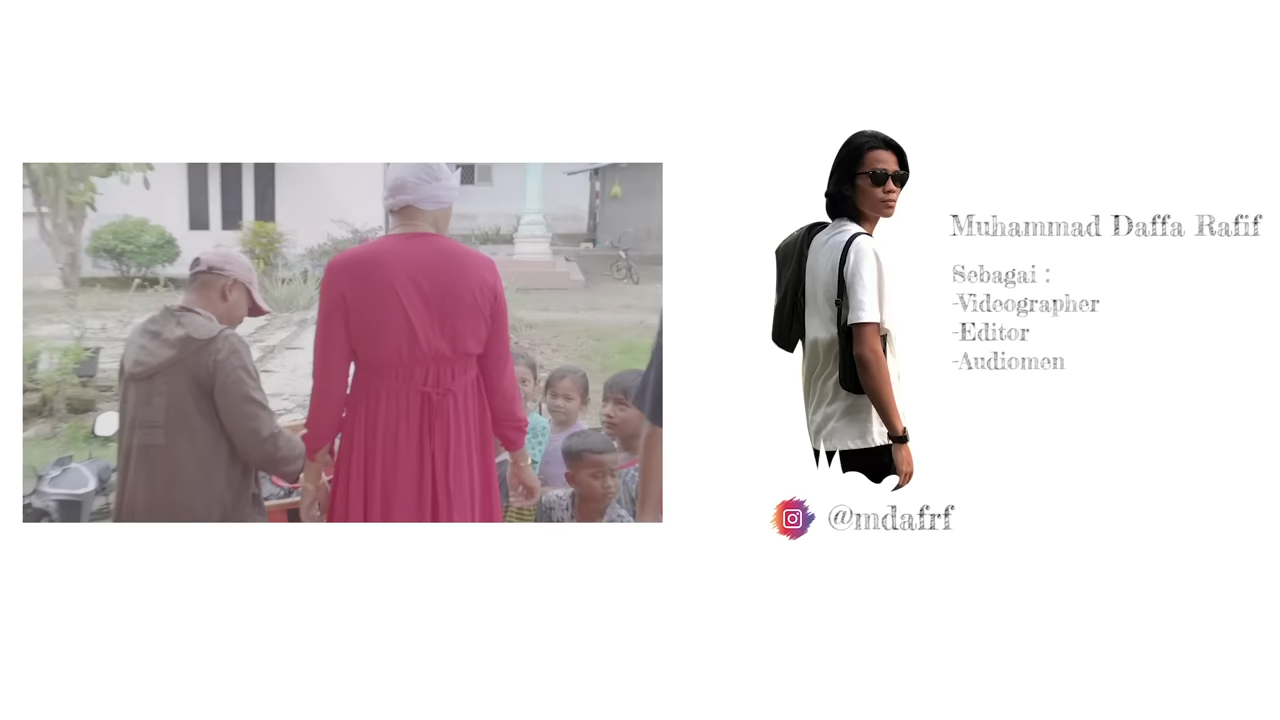 Muhammad Daffa Rafif
Sebagai :
-Videographer
-Editor
-Audiomen
@mdafrf